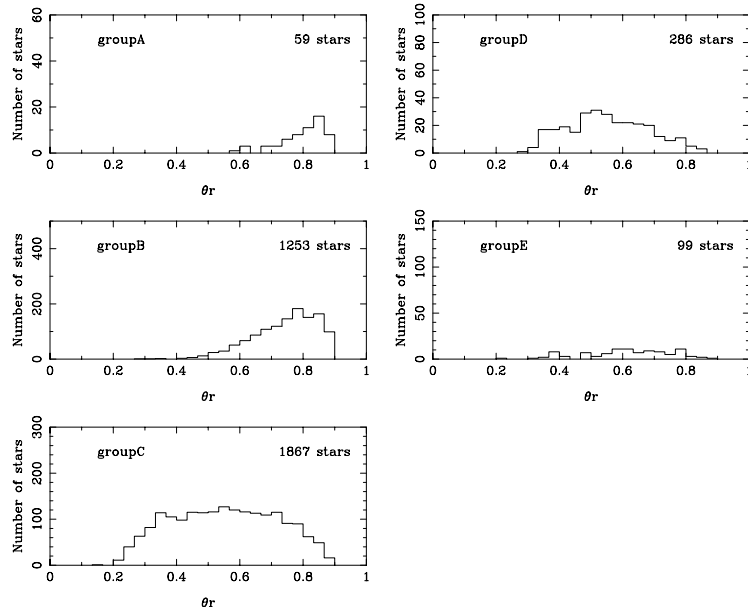 60
40
20
0
Number of stars
groupA 59 stars
0 0.2 0.4 0.6 0.8 1
θr
100
80
60
40
20
0
Number of stars
groupD 286 stars
0 0.2 0.4 0.6 0.8 1
θr
400
200
0
Number of stars
groupB 1253 stars
0 0.2 0.4 0.6 0.8 1
θr
150
100
50
0
Number of stars
groupE 99 stars
0 0.2 0.4 0.6 0.8 1
θr
300
200
100
0
Number of stars
groupC 1867 stars
0 0.2 0.4 0.6 0.8 1
θr